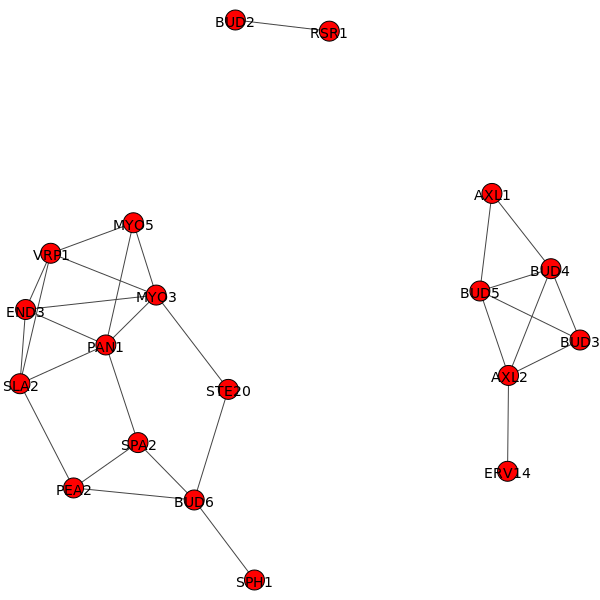 BUD2
RSR1
AXL1
MYO5
VRP1
BUD4
BUD5
MYO3
END3
BUD3
PAN1
AXL2
SLA2
STE20
SPA2
ERV14
PEA2
BUD6
SPH1